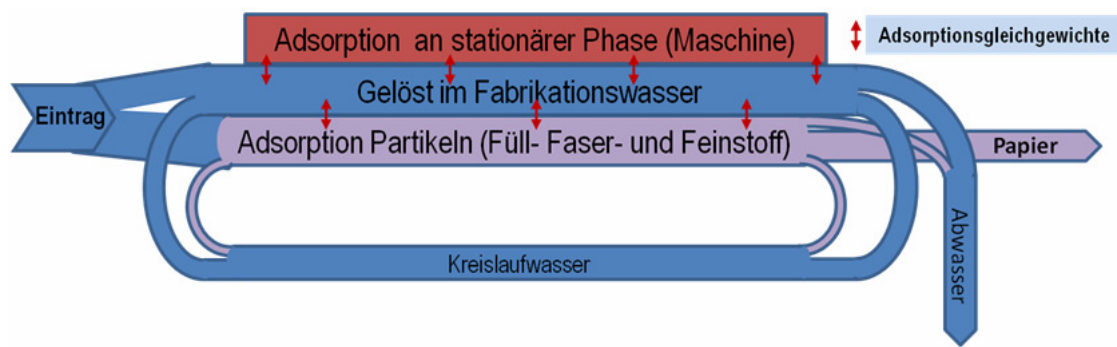 Adsorption an stationärer Phase (Maschine)
Adsorptionsgleichgewichte
Eintrag
Gelöst im Fabrikationswasser
Adsorption Partikeln (Füll- Faser- und Feinstoff)
Papier
Abwasser
Kreislaufwasser